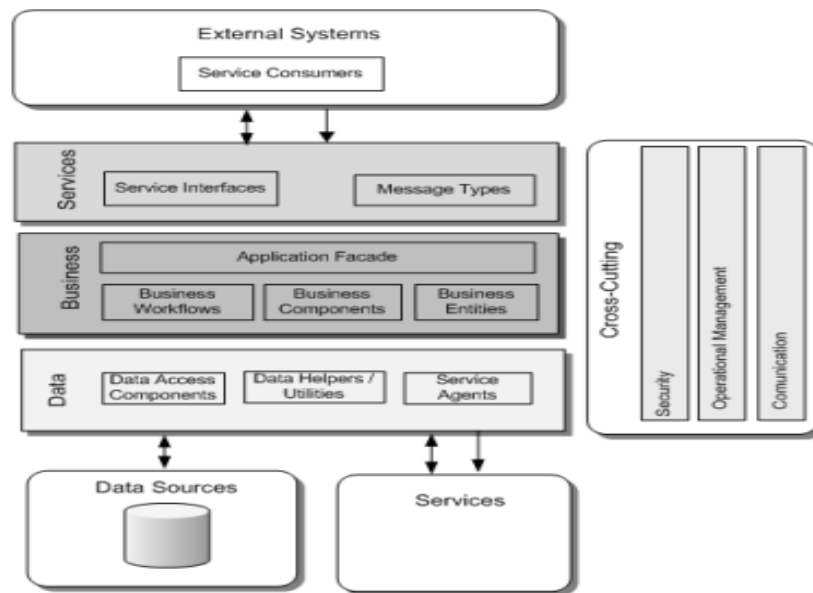 External Systems
Service Consumers
Services
Service Interfaces
Message Types
Business
Application Facade
Business
Workflows
Business
Components
Business
Entities
Data
Data Access
Components
Data Helpers /
Utilities
Service
Agents
Data Sources
Services
Cross-Cutting
Security
Operational Management
Comunication